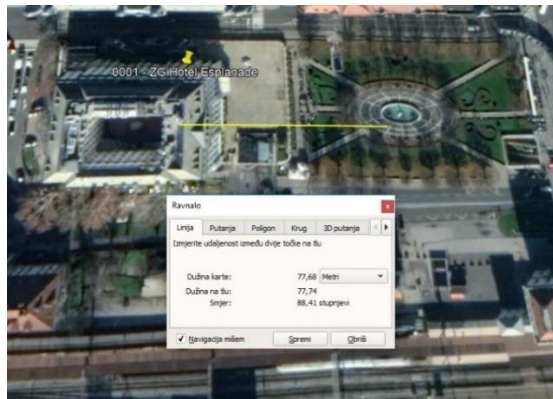 0001 - ZG Hotel Esplanade
Ravnalo
Linija Putanja Poligon Krug 3D putanja
Izmjerite udaljenost između dvije točke na tlu
Dužina karte: 77,68 Metri
Dužina na tlu: 77,74
Smjer: 88,41 stupnjevi
Navigacija mišem Spremi Obriši